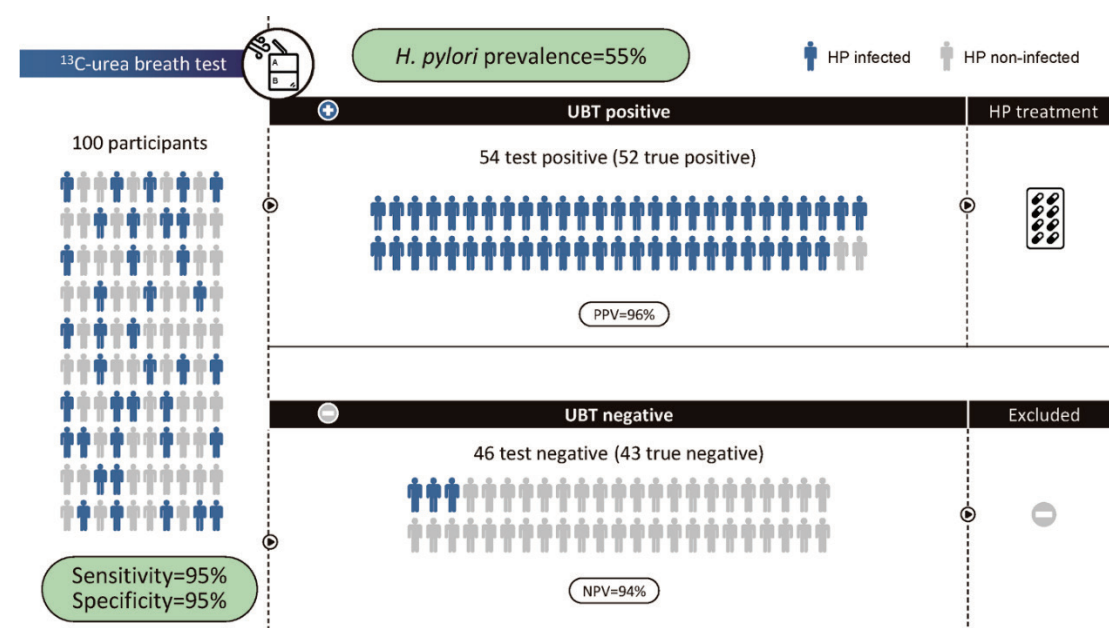 ¹³C-urea breath test
A
B
H. pylori prevalence=55%
HP infected
HP non-infected
UBT positive
HP treatment
100 participants
54 test positive (52 true positive)
PPV=96%
UBT negative
Excluded
46 test negative (43 true negative)
NPV=94%
Sensitivity=95%
Specificity=95%